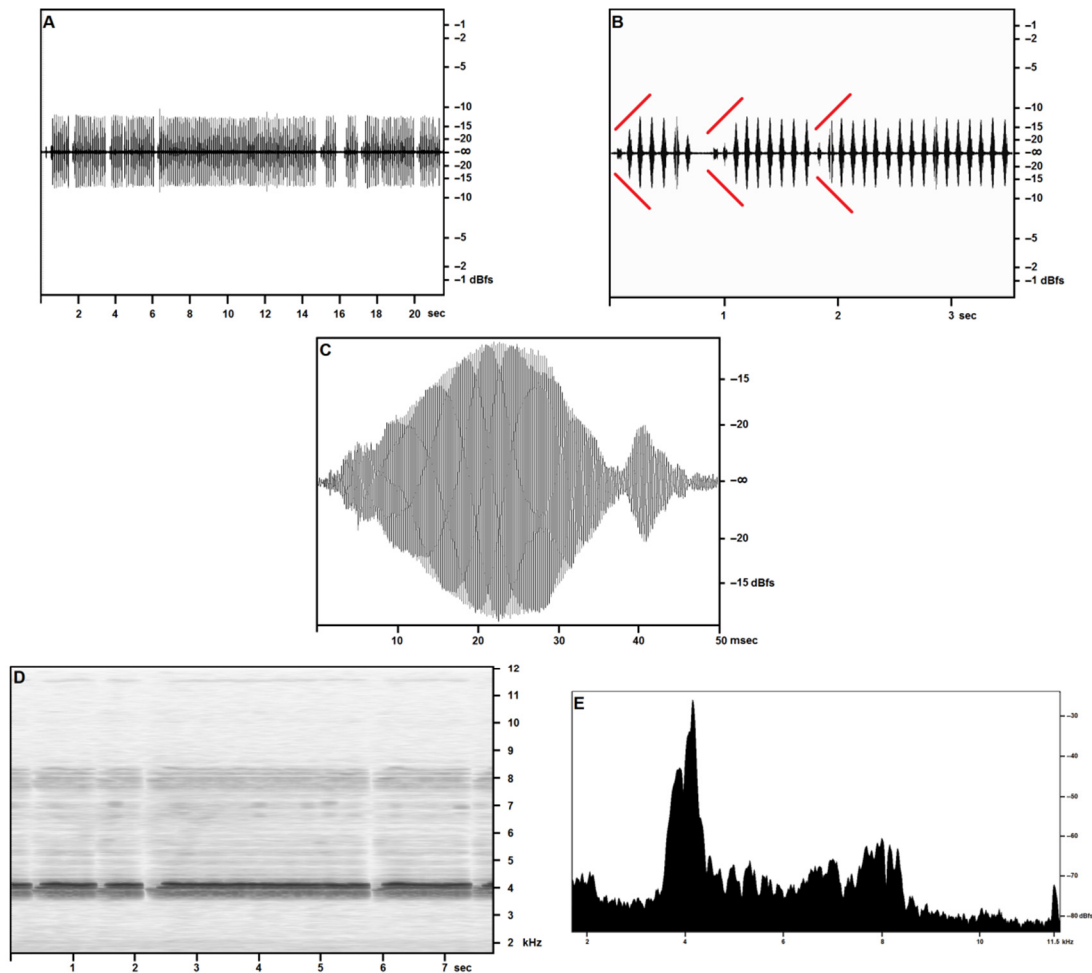 A
–1
–2
–5
–10
–15
–20
–∞
–20
–15
–10
–5
–2
–1 dBfs
2 4 6 8 10 12 14 16 18 20 sec
B
–1
–2
–5
–10
–15
–20
–∞
–20
–15
–10
–5
–2
–1 dBfs
1 2 3 sec
C
–15
–20
–∞
–20
–15 dBfs
10 20 30 40 50 msec
D
12
11
10
9
8
7
6
5
4
3
2 kHz
1 2 3 4 5 6 7 sec
E
–30
–50
–70
–80 dBfs
2 4 6 8 10 11.5 kHz